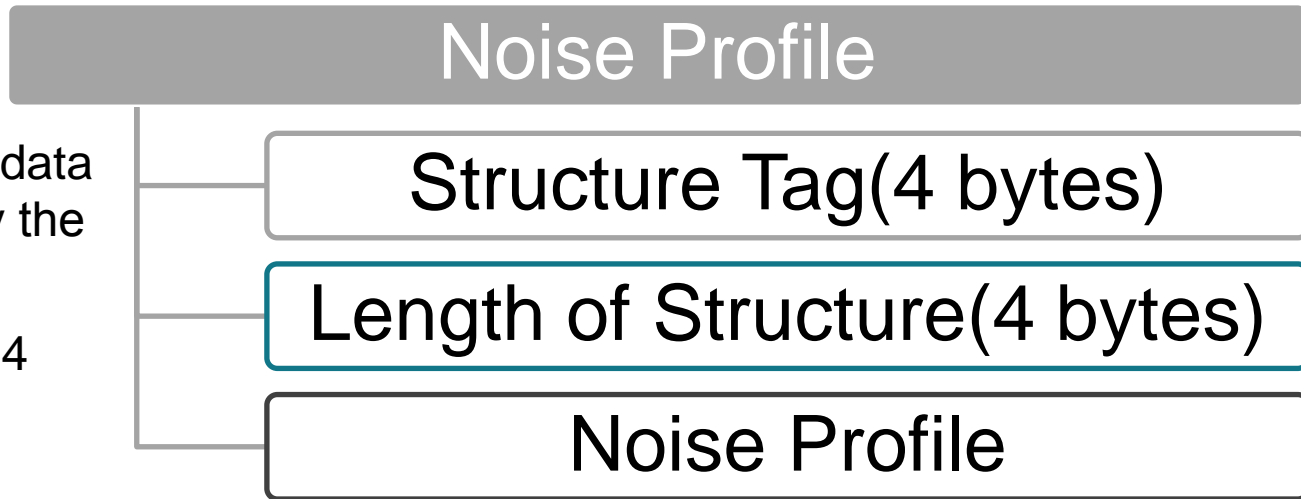 Noise Profile
data
the
4
Structure Tag(4 bytes)
Length of Structure(4 bytes)
Noise Profile